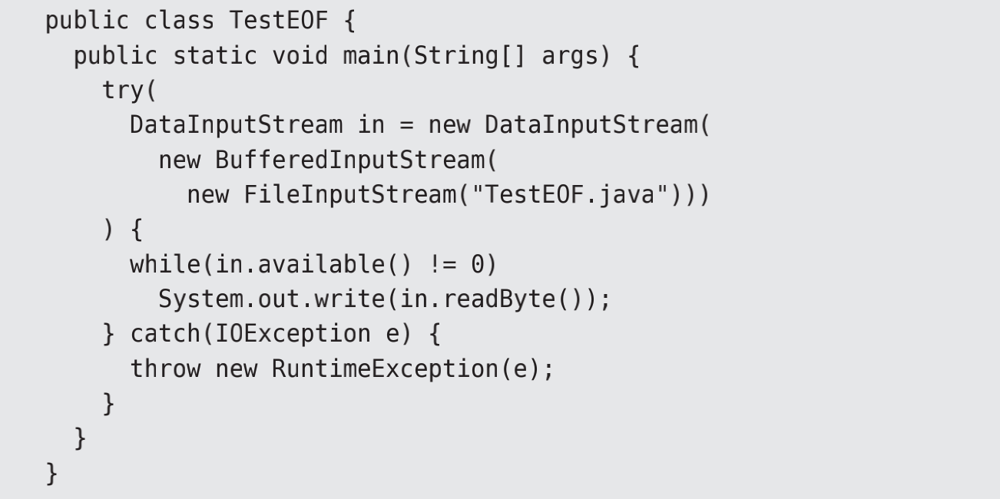 public class TestEOF {
  public static void main(String[] args) {
    try(
      DataInputStream in = new DataInputStream(
        new BufferedInputStream(
          new FileInputStream("TestEOF.java")))
    ) {
      while(in.available() != 0)
        System.out.write(in.readByte());
    } catch(IOException e) {
      throw new RuntimeException(e);
    }
  }
}